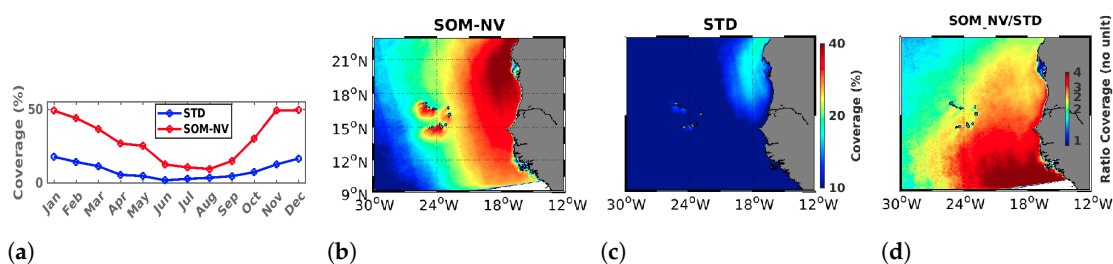 Coverage (%)
50
0
STD
SOM-NV
Jan Feb Mar Apr May Jun Jul Aug Sep Oct Nov Dec
(a)
SOM-NV
21°N
18°N
15°N
12°N
9°N
30°W 24°W 18°W 12°W
(b)
STD
30°W 24°W 18°W 12°W
40
20
10
Coverage (%)
(c)
SOM_NV/STD
30°W 24°W 18°W 12°W
4
3
2
1
Ratio Coverage (no unit)
(d)